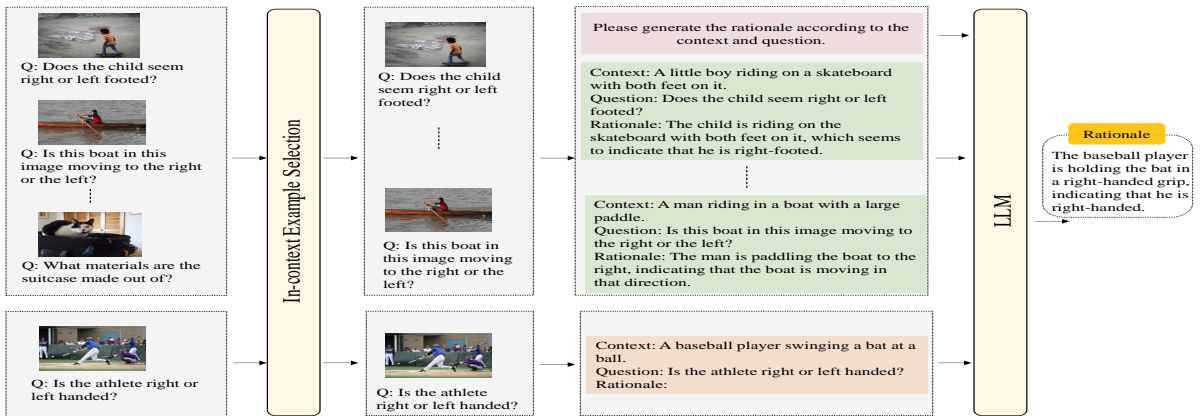 Q: Does the child seem
right or left footed?
Q: Is this boat in this
image moving to the right
or the left?
Q: What materials are the
suitcase made out of?
Q: Is the athlete right or
left handed?
In-context Example Selection
Q: Does the child
seem right or left
footed?
Q: Is this boat in
this image moving
to the right or the
left?
Q: Is the athlete
right or left handed?
Please generate the rationale according to the
context and question.
Context: A little boy riding on a skateboard
with both feet on it.
Question: Does the child seem right or left
footed?
Rationale: The child is riding on the
skateboard with both feet on it, which seems
to indicate that he is right-footed.
Context: A man riding in a boat with a large
paddle.
Question: Is this boat in this image moving to
the right or the left?
Rationale: The man is paddling the boat to the
right, indicating that the boat is moving in
that direction.
Context: A baseball player swinging a bat at a
ball.
Question: Is the athlete right or left handed?
Rationale:
LLM
Rationale
The baseball player
is holding the bat in
a right-handed grip,
indicating that he is
right-handed.